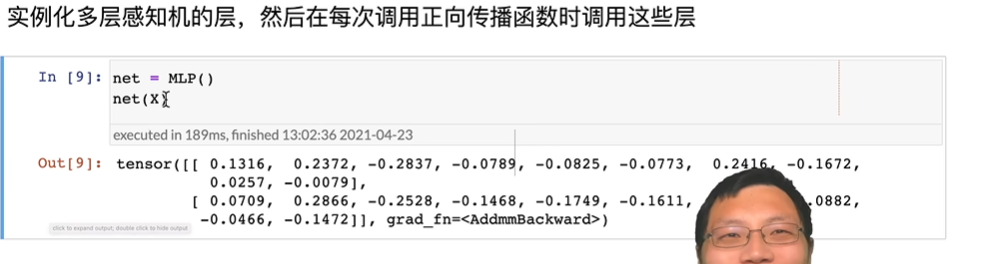 实例化多层感知机的层，然后在每次调用正向传播函数时调用这些层
In [9]: net = MLP()
net(X)
executed in 189ms, finished 13:02:36 2021-04-23
Out[9]: tensor([[ 0.1316,  0.2372, -0.2837, -0.0789, -0.0825, -0.0773,  0.2416, -0.1672,
0.0257, -0.0079],
[ 0.0709,  0.2866, -0.2528, -0.1468, -0.1749, -0.1611, .0882,
-0.0466, -0.1472]], grad_fn=<AddmmBackward>)
click to expand output; double click to hide output